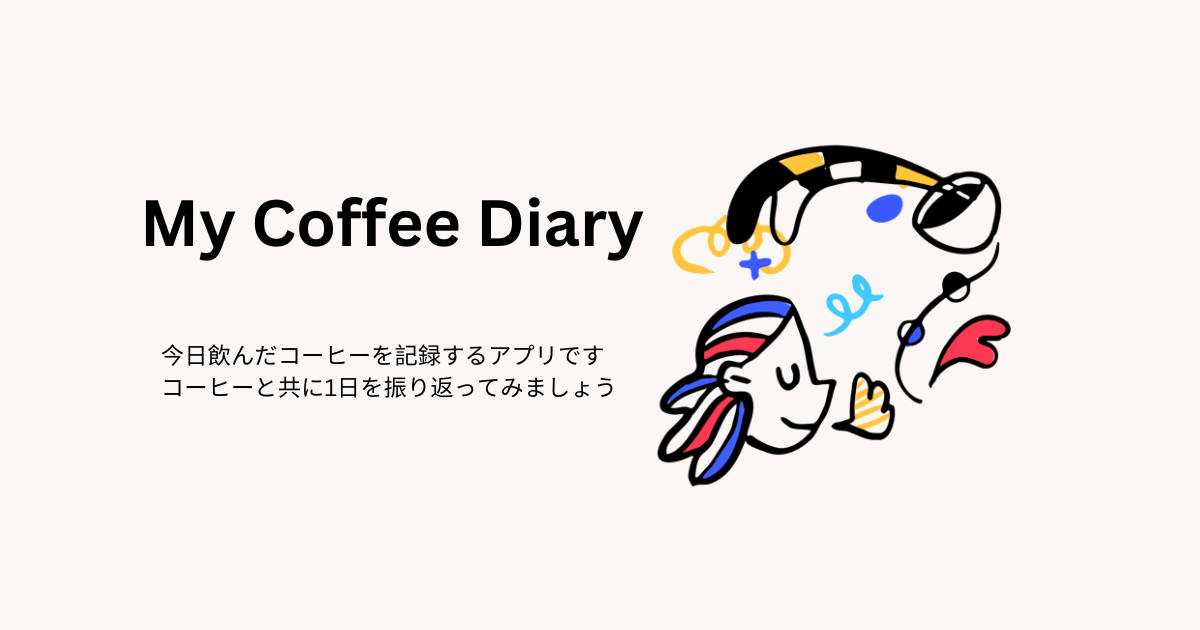 My Coffee Diary
今日飲んだコーヒーを記録するアプリです
コーヒーと共に1日を振り返ってみましょう